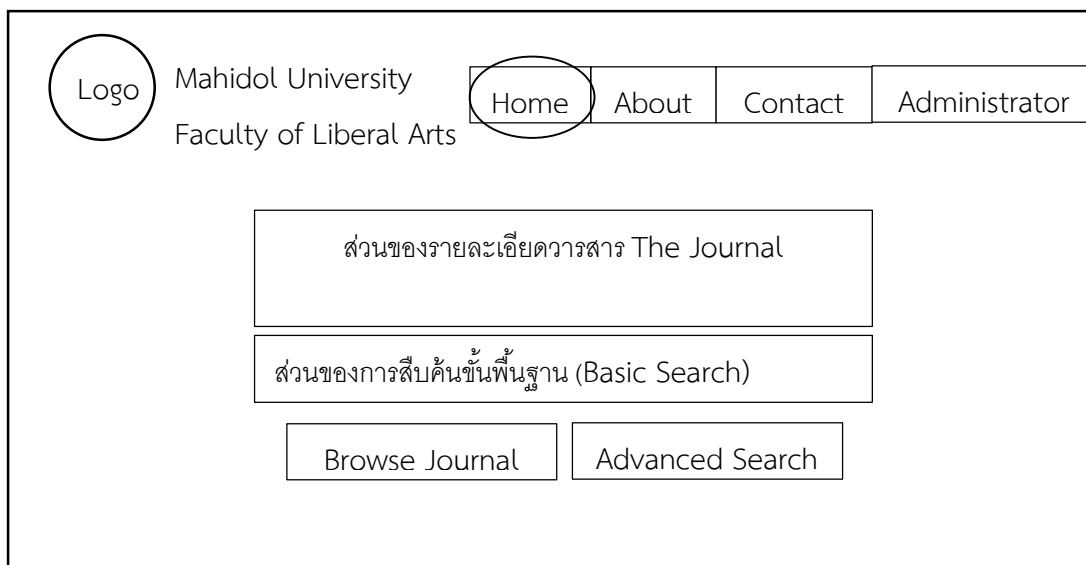 Logo
Mahidol University
Faculty of Liberal Arts
Home
About
Contact
Administrator
ส่วนของรายละเอียดวารสาร The Journal
ส่วนของการสืบค้นขั้นพื้นฐาน (Basic Search)
Browse Journal
Advanced Search